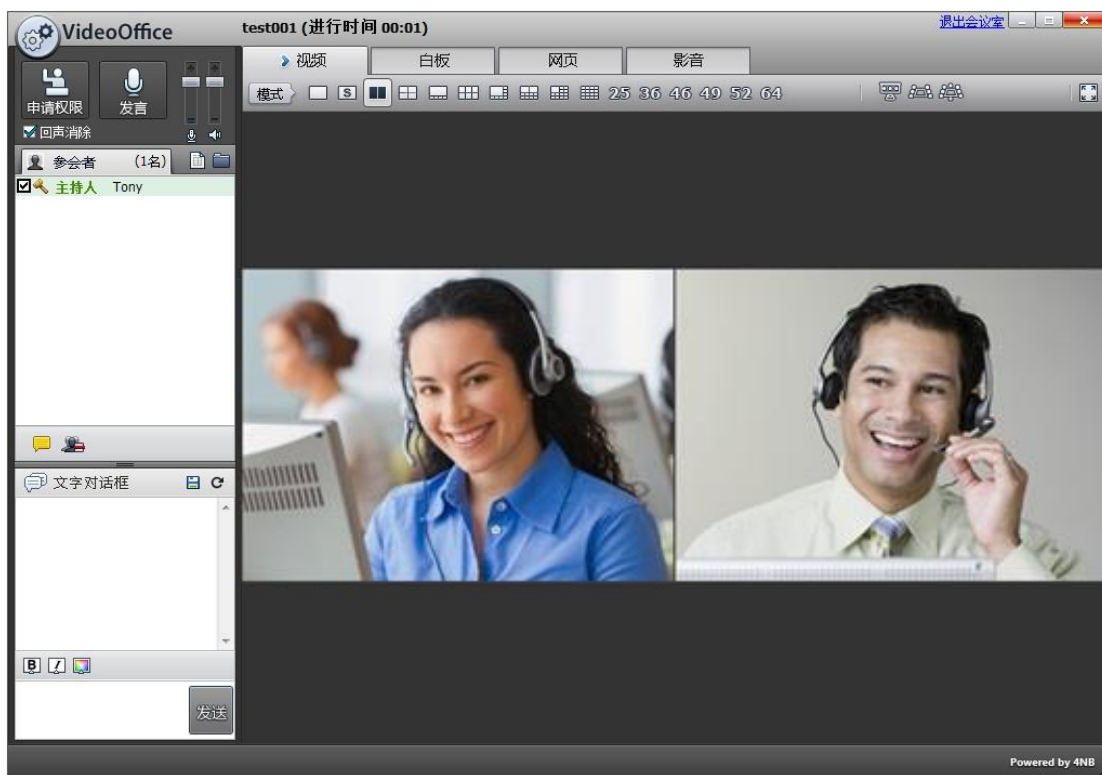 VideoOffice
test001 (进行时间 00:01)
退出会议室
申请权限
发言
回声消除
视频
白板
网页
影音
模式
S
25 36 46 49 52 64
参会者 (1名)
主持人 Tony
文字对话框
B I
发送
Powered by 4NB